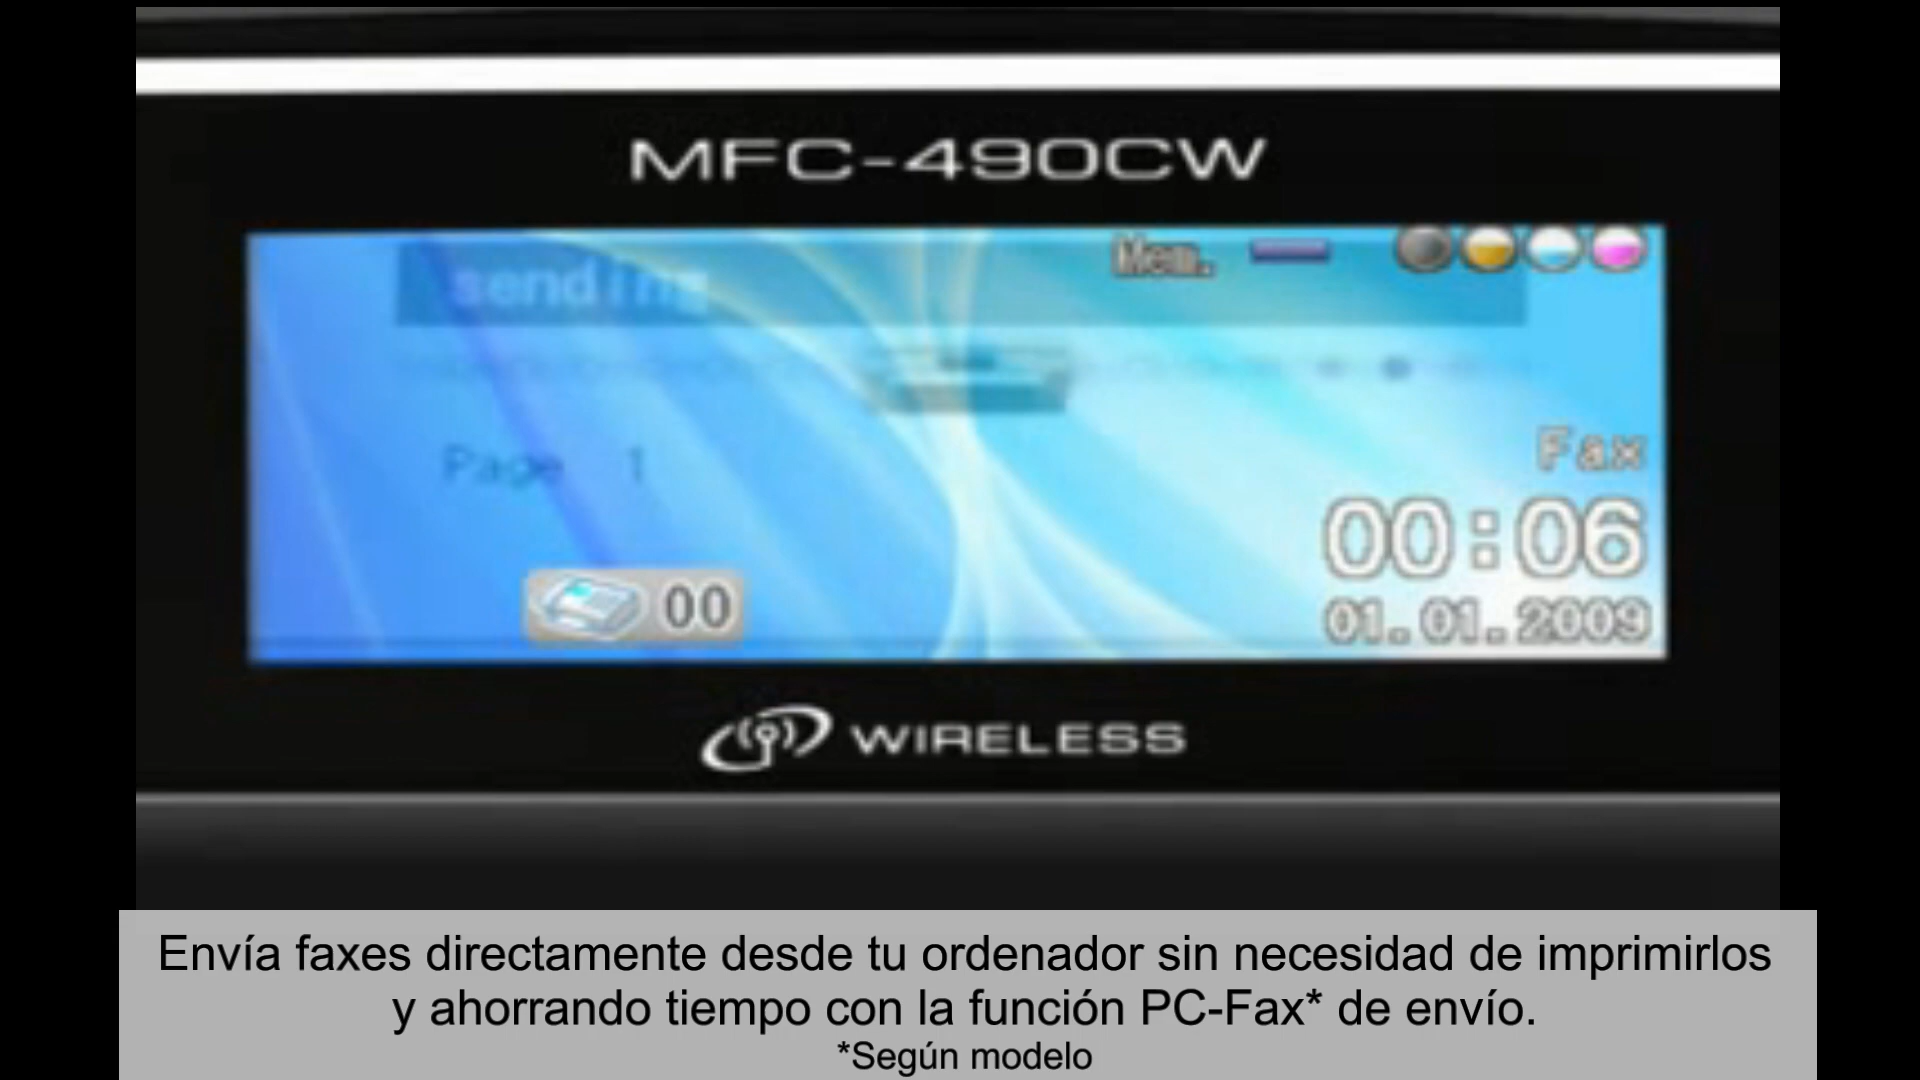 MFC-490CW
sending
Mem.
Page 1
Fax
00:06
00
01.01.2009
WIRELESS
Envía faxes directamente desde tu ordenador sin necesidad de imprimirlos
y ahorrando tiempo con la función PC-Fax* de envío.
*Según modelo